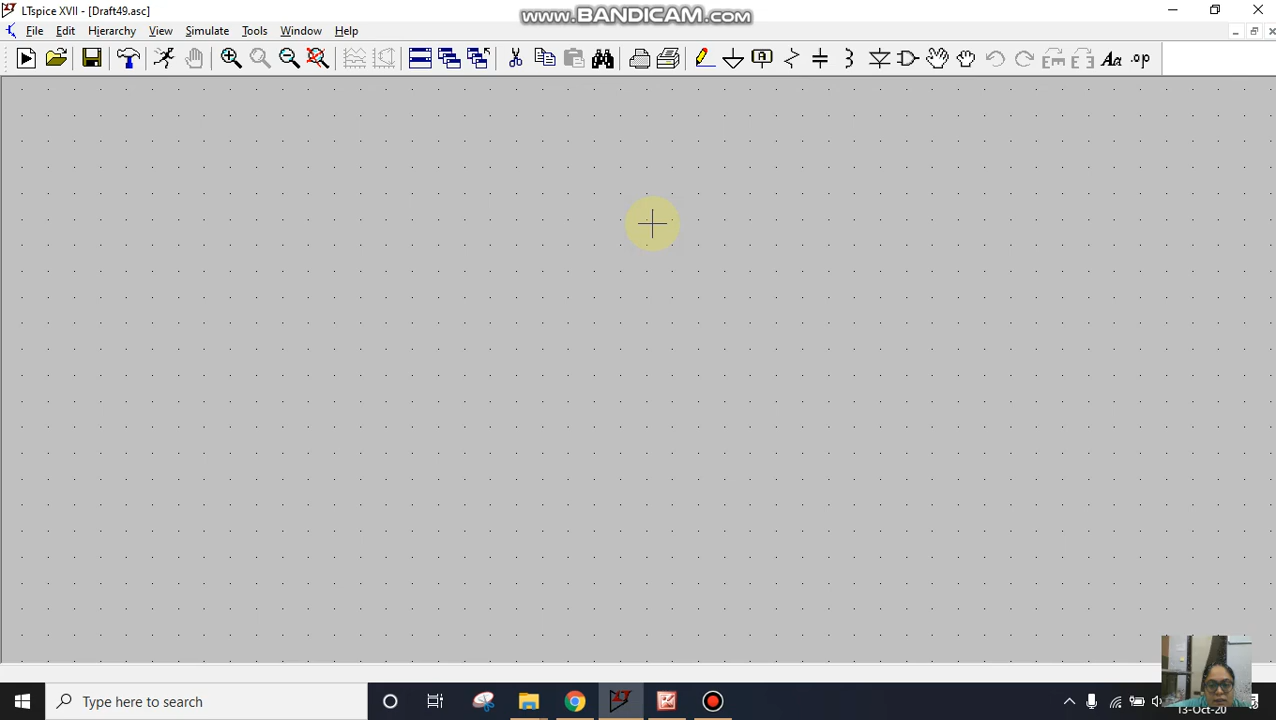 LTspice XVII - [Draft49.asc]
www.BANDICAM.com
File Edit Hierarchy View Simulate Tools Window Help
A Aa .op
Type here to search
13-Oct-20